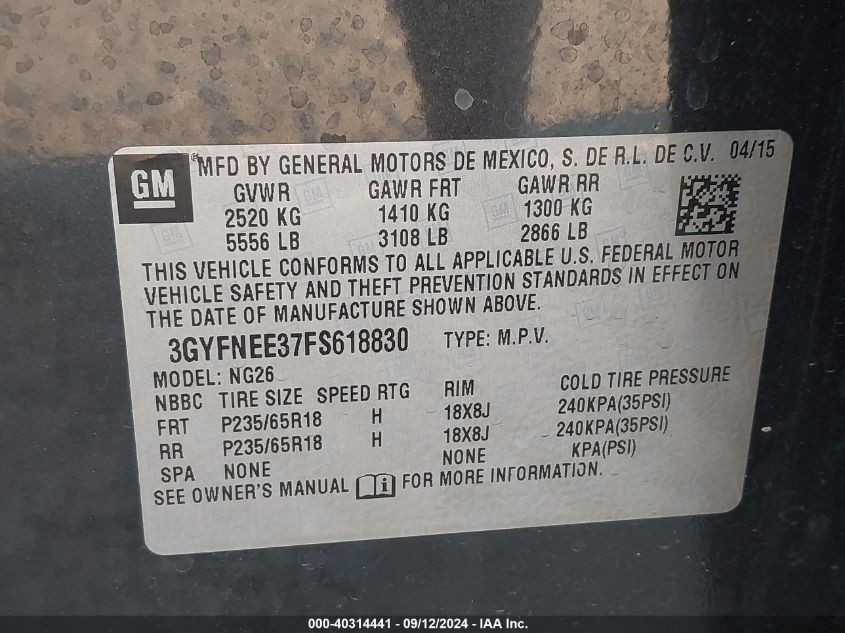 GM
® MFD BY GENERAL MOTORS DE MEXICO, S. DE R.L. DE C.V. 04/15
GVWR GAWR FRT GAWR RR
2520 KG 1410 KG 1300 KG
5556 LB 3108 LB 2866 LB
THIS VEHICLE CONFORMS TO ALL APPLICABLE U.S. FEDERAL MOTOR
VEHICLE SAFETY AND THEFT PREVENTION STANDARDS IN EFFECT ON
THE DATE OF MANUFACTURE SHOWN ABOVE.
3GYFNEE37FS618830 TYPE: M.P.V.
MODEL: NG26
NBBC TIRE SIZE SPEED RTG RIM COLD TIRE PRESSURE
FRT P235/65R18 H 18X8J 240KPA(35PSI)
RR P235/65R18 H 18X8J 240KPA(35PSI)
SPA NONE NONE KPA(PSI)
SEE OWNER'S MANUAL i FOR MORE INFORMATION.
000-40314441 - 09/12/2024 - IAA Inc.